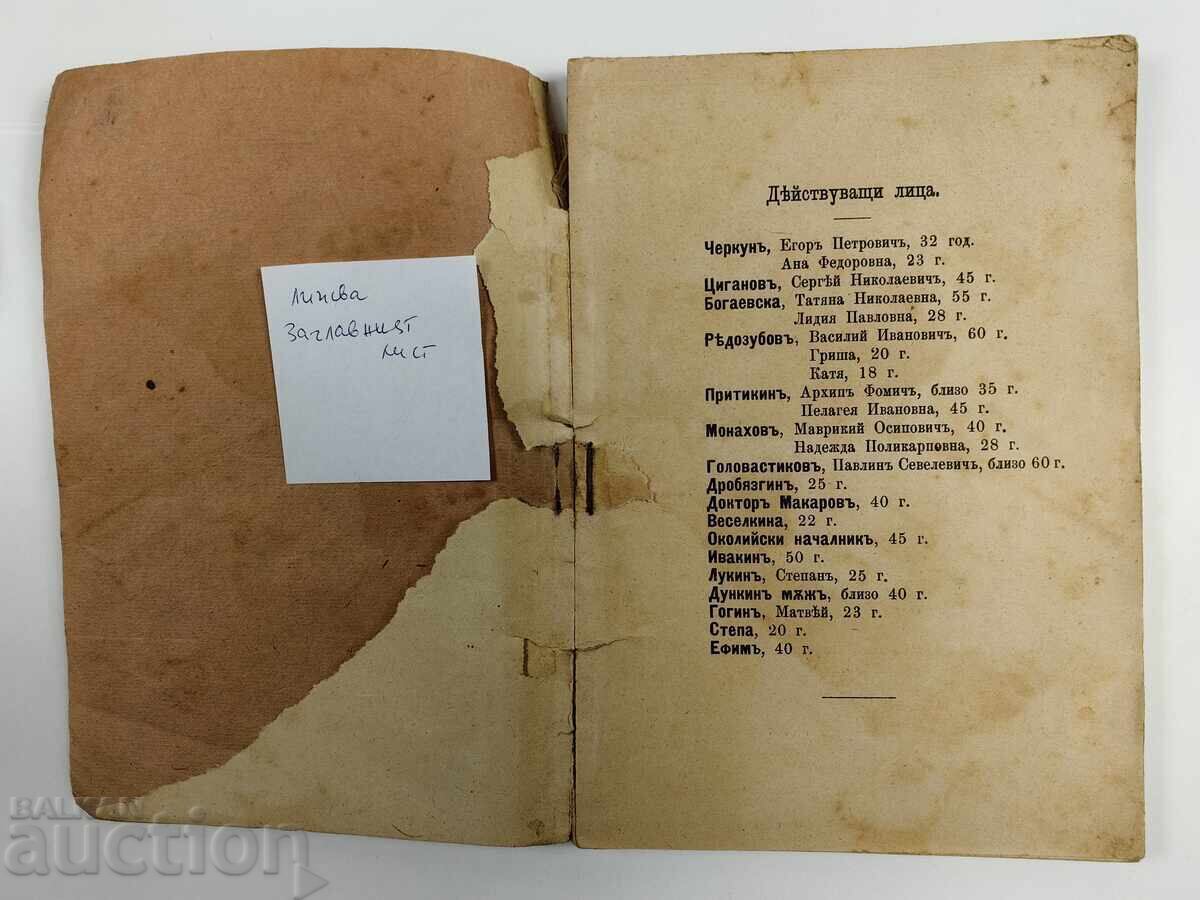 Липсва
Заглавният
лист
Дѣйствуващи лица.
Черкунъ, Егоръ Петровичъ, 32 год.
Ана Федоровна, 23 г.
Цигановъ, Сергѣй Николаевичъ, 45 г.
Богаевска, Татяна Николаевна, 55 г.
Лидия Павловна, 28 г.
Рѣдозубовъ, Василий Ивановичъ, 60 г.
Гриша, 20 г.
Катя, 18 г.
Притикинъ, Архипъ Фомич, близо 35 г.
Пелагея Ивановна, 45 г.
Монаховъ, Маврикий Осиповичъ, 40 г.
Надежда Поликарповна, 28 г.
Головастиковъ, Павлинъ Севелевичъ, близо 60 г.
Дробязгинъ, 25 г.
Докторъ Макаровъ, 40 г.
Веселкина, 22 г.
Околийски началникъ, 45 г.
Ивакинъ, 50 г.
Лукинъ, Степанъ, 25 г.
Дункинъ мѫжъ, близо 40 г.
Гогинъ, Матвѣй, 23 г.
Степа, 20 г.
Ефимъ, 40 г.
BALKAN
auction